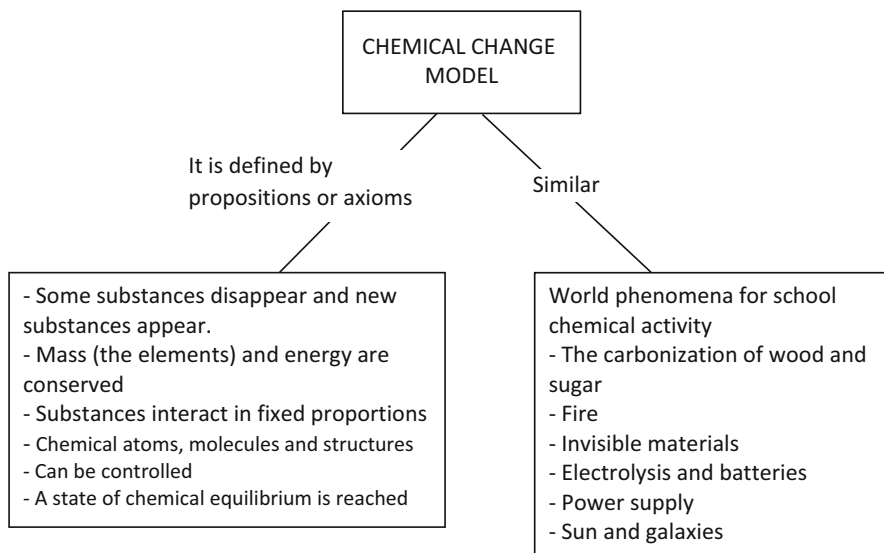 CHEMICAL CHANGE
MODEL
It is defined by
propositions or axioms
Similar
- Some substances disappear and new
substances appear.
- Mass (the elements) and energy are
conserved
- Substances interact in fixed proportions
- Chemical atoms, molecules and structures
- Can be controlled
- A state of chemical equilibrium is reached
World phenomena for school
chemical activity
- The carbonization of wood and
sugar
- Fire
- Invisible materials
- Electrolysis and batteries
- Power supply
- Sun and galaxies